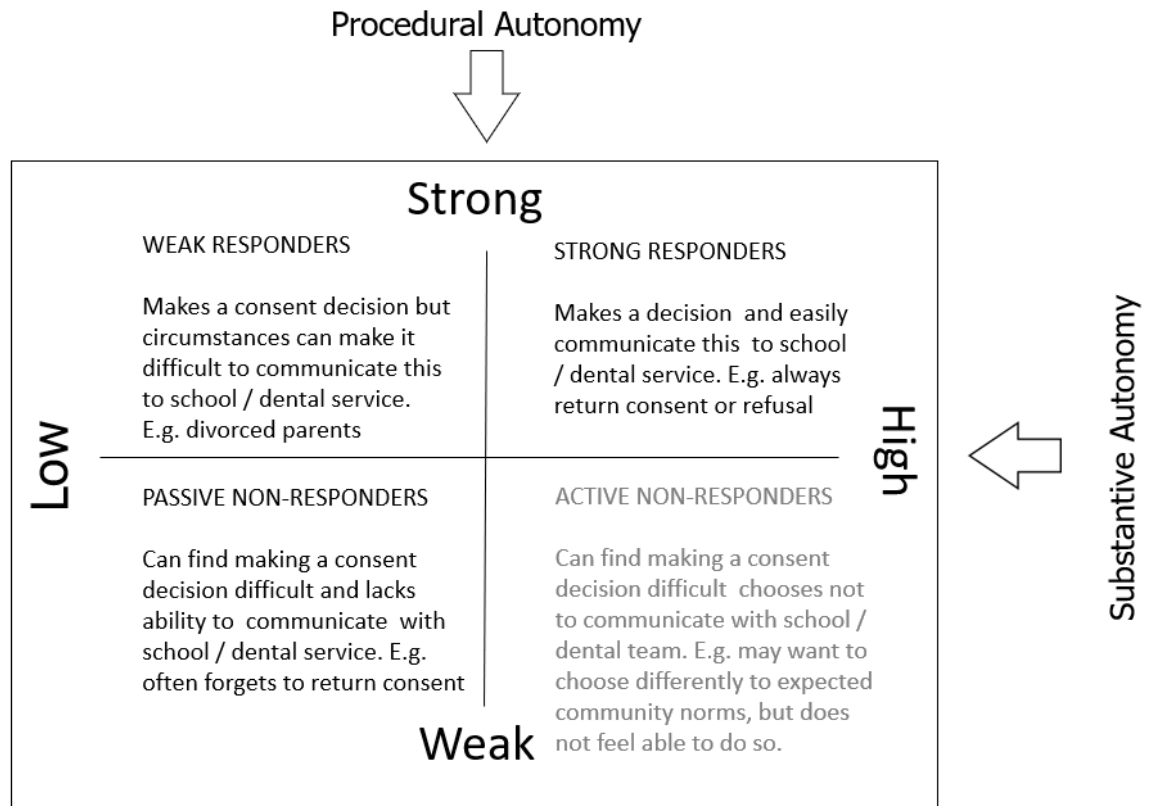 Procedural Autonomy
Strong
WEAK RESPONDERS
Makes a consent decision but
circumstances can make it
difficult to communicate this
to school / dental service.
E.g. divorced parents
STRONG RESPONDERS
Makes a decision and easily
communicate this to school
/ dental service. E.g. always
return consent or refusal
Low
High
Substantive Autonomy
PASSIVE NON-RESPONDERS
Can find making a consent
decision difficult and lacks
ability to communicate with
school / dental service. E.g.
often forgets to return consent
ACTIVE NON-RESPONDERS
Can find making a consent
decision difficult chooses not
to communicate with school /
dental team. E.g. may want to
choose differently to expected
community norms, but does
not feel able to do so.
Weak